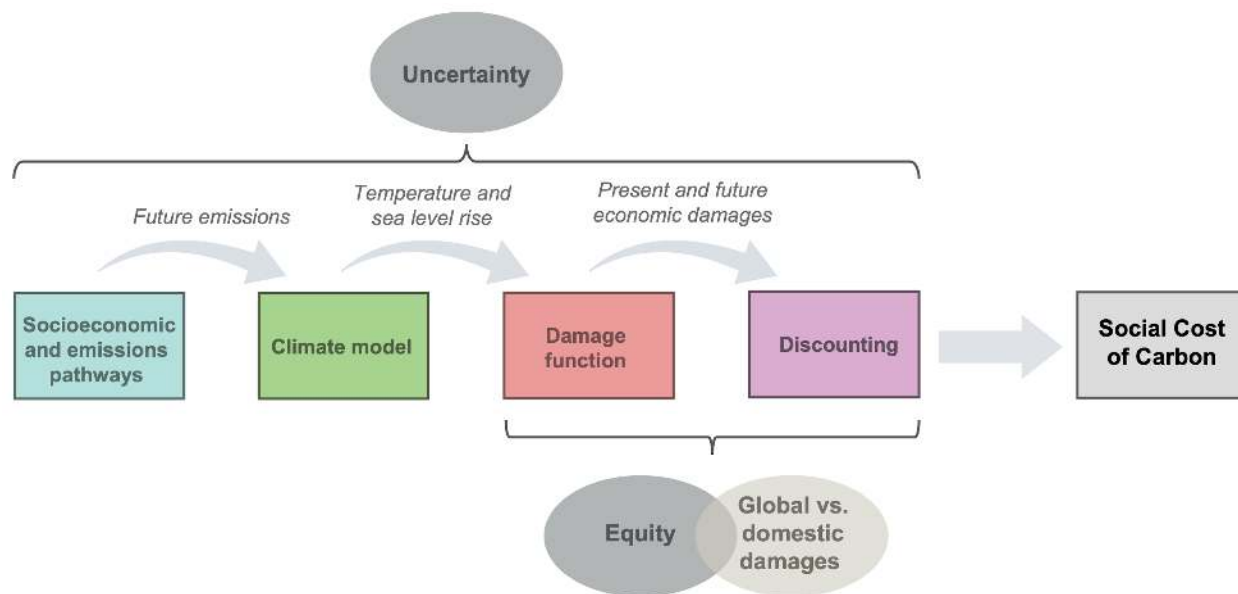 Uncertainty
Future emissions
Temperature and
sea level rise
Present and future
economic damages
Socioeconomic
and emissions
pathways
Climate model
Damage
function
Discounting
Social Cost
of Carbon
Equity
Global vs.
domestic
damages